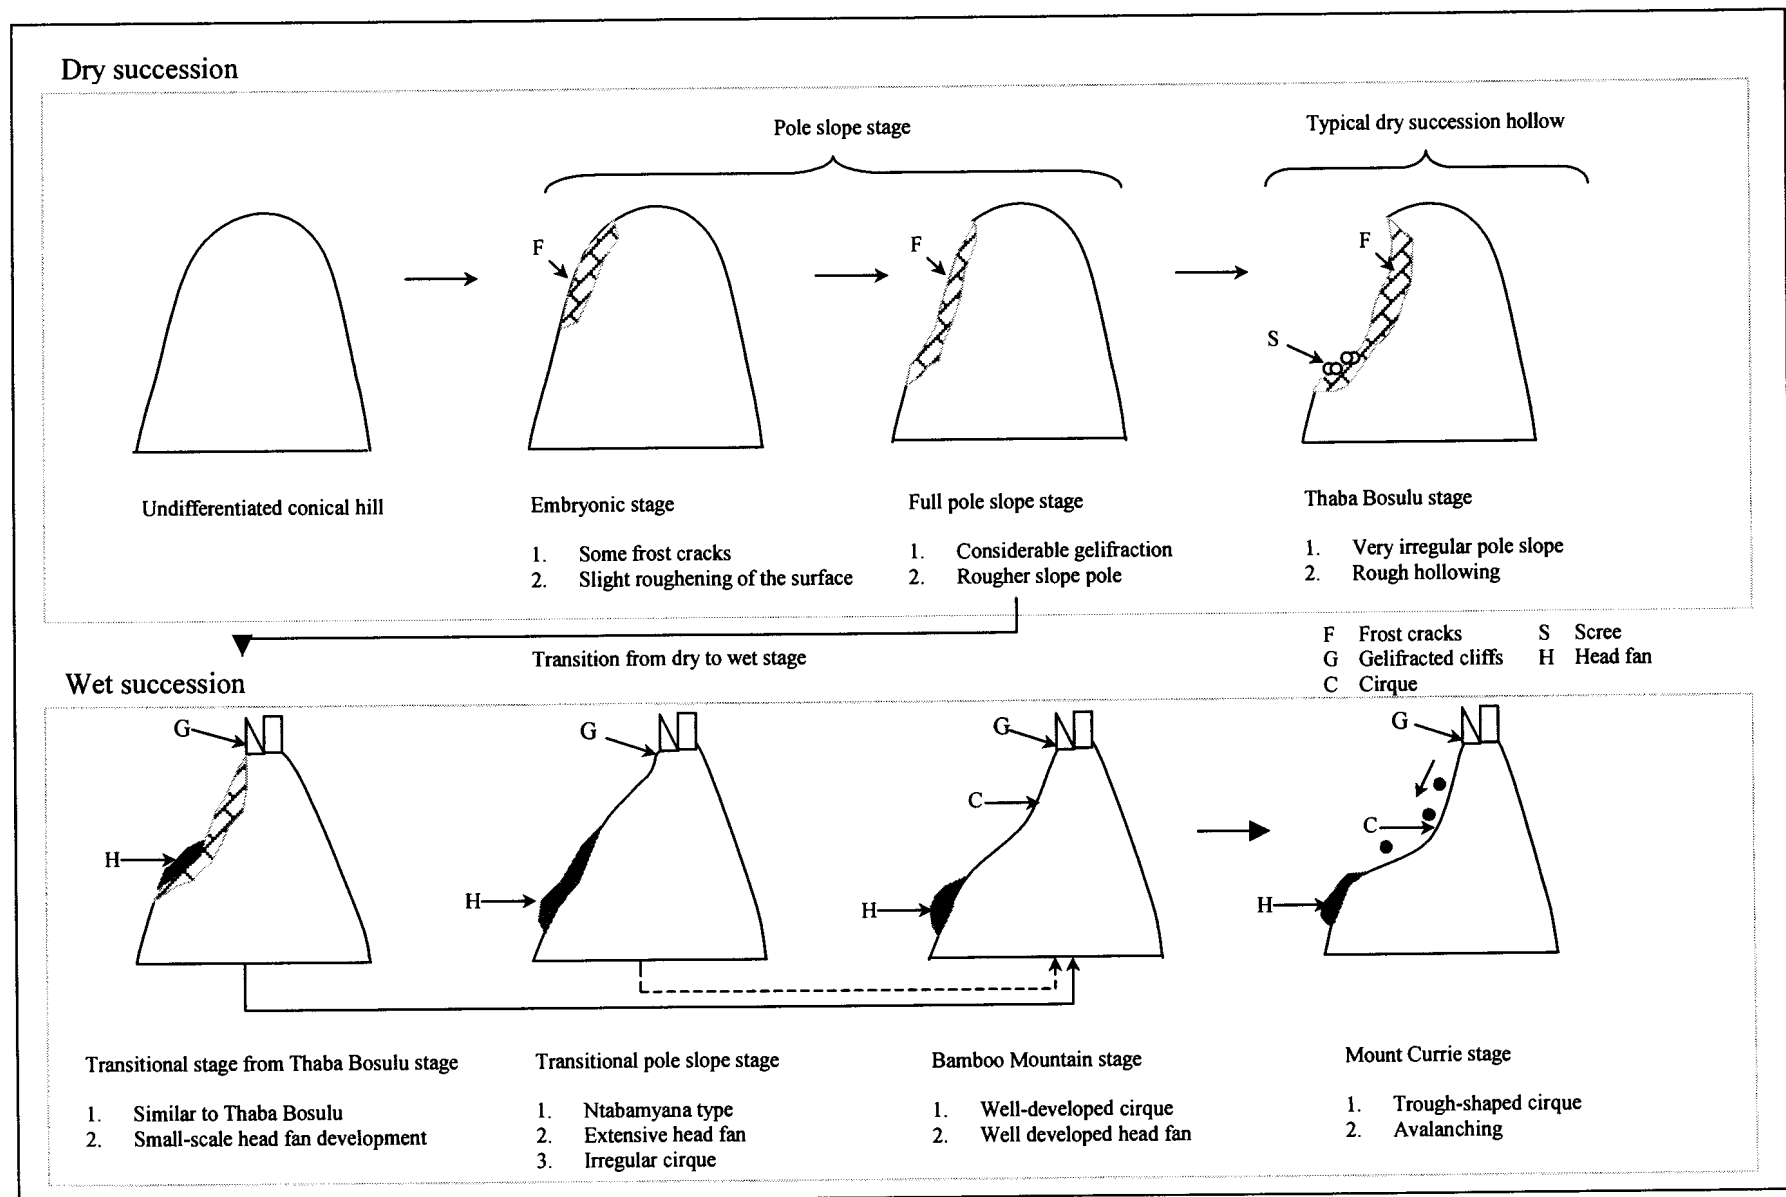 Dry succession
Pole slope stage
Typical dry succession hollow
F
F
F
S
Undifferentiated conical hill
Embryonic stage
1. Some frost cracks
2. Slight roughening of the surface
Full pole slope stage
1. Considerable gelifraction
2. Rougher slope pole
Thaba Bosulu stage
1. Very irregular pole slope
2. Rough hollowing
Transition from dry to wet stage
F Frost cracks S Scree
G Gelifracted cliffs H Head fan
C Cirque
Wet succession
G
H
G
H
G
C
H
G
C
H
Transitional stage from Thaba Bosulu stage
1. Similar to Thaba Bosulu
2. Small-scale head fan development
Transitional pole slope stage
1. Ntabamyana type
2. Extensive head fan
3. Irregular cirque
Bamboo Mountain stage
1. Well-developed cirque
2. Well developed head fan
Mount Currie stage
1. Trough-shaped cirque
2. Avalanching